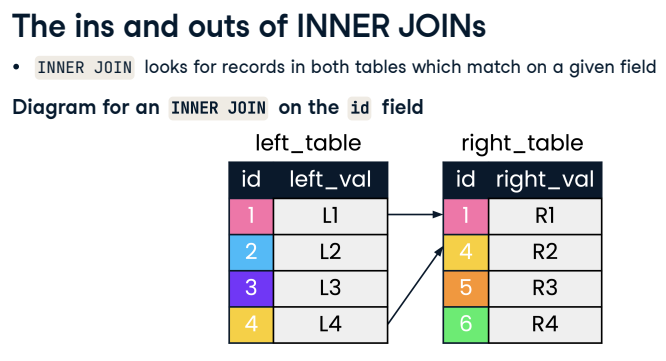 The ins and outs of INNER JOINs
• INNER JOIN looks for records in both tables which match on a given field
Diagram for an INNER JOIN on the id field
left_table right_table
id left_val id right_val
1 L1 1 R1
2 L2 4 R2
3 L3 5 R3
4 L4 6 R4